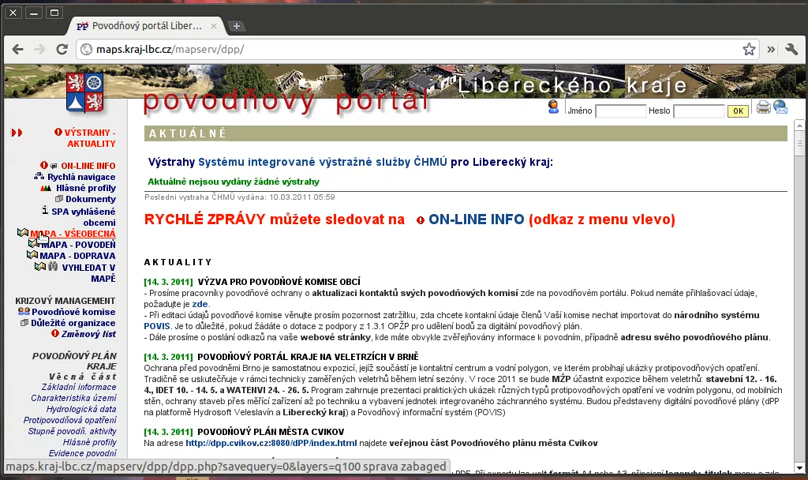 Povodňový portál Liber...
maps.kraj-lbc.cz/mapserv/dpp/
povodňový portál
Libereckého kraje
Jméno
Heslo
OK
VÝSTRAHY - AKTUALITY
ON-LINE INFO
Rychlá navigace
Hlásné profily
Dokumenty
SPA vyhlášené
obcemi
MAPA - VŠEOBECNÁ
MAPA - POVODEŇ
MAPA - DOPRAVA
VYHLEDAT V
MAPĚ
KRIZOVÝ MANAGEMENT
Povodňové komise
Důležité organizace
Změnový list
POVODŇOVÝ PLÁN
KRAJE
Věcná část
Základní informace
Charakteristika území
Hydrologická data
Protipovodňová opatření
Stupně povodň. aktivity
Hlásné profily
Evidence povodní
AKTUÁLNĚ
Výstrahy Systému integrované výstražné služby ČHMÚ pro Liberecký kraj:
Aktuálně nejsou vydány žádné výstrahy
Poslední výstraha ČHMÚ vydána: 10.03.2011 05:59
RYCHLÉ ZPRÁVY můžete sledovat na ON-LINE INFO (odkaz z menu vlevo)
AKTUALITY
[14. 3. 2011] VÝZVA PRO POVODŇOVÉ KOMISE OBCÍ
- Prosíme pracovníky povodňové ochrany o aktualizaci kontaktů svých povodňových komisí zde na povodňovém portálu. Pokud nemáte přihlašovací údaje,
požadujte je zde.
- Při editaci údajů povodňové komise věnujte prosím pozornost zatržítku, zda chcete kontakní údaje členů Vaší komise nechat importovat do národního systému
POVIS. Je to důležité, pokud žádáte o dotace z podpory z 1.3.1 OPŽP pro udělení bodů za digitální povodňový plán.
- Dále prosíme o poslání odkazů na vaše webové stránky, kde máte obvykle zveřejňovány informace k povodním, případně adresu svého povodňového plánu.
[14. 3. 2011] POVODŇOVÝ PORTÁL KRAJE NA VELETRZÍCH V BRNĚ
Ochrana před povodněmi Brno je samostatnou expozicí, jejíž součástí je kontaktní centrum a vodní polygon, ve kterém probíhají ukázky protipovodňových opatření.
Tradičně se uskutečňuje v rámci technicky zaměřených veletrhů během letní sezóny. V roce 2011 se bude MŽP účastnit expozice během veletrhů: stavební 12. - 16.
4., IDET 10. - 14. 5. a WATENVI 24. - 26. 5. Program zahrnuje prezentaci praktických ukázek různých typů protipovodňových opatření ve vodním polygonu, od mobilních
stěn, ochrany staveb přes měřící zařízení až po techniku a vybavení jednotek integrovaného záchranného systému. Budou představeny digitální povodňové plány (dPP
na platformě Hydrosoft Veleslavín a Liberecký kraj) a Povodňový informační systém (POVIS)
[14. 3. 2011] POVODŇOVÝ PLÁN MĚSTA CVIKOV
Na adrese http://dpp.cvikov.cz:8080/dPP/index.html najdete veřejnou část Povodňového plánu města Cvikov
maps.kraj-lbc.cz/mapserv/dpp/dpp.php?savequery=0&layers=q100 sprava zabaged